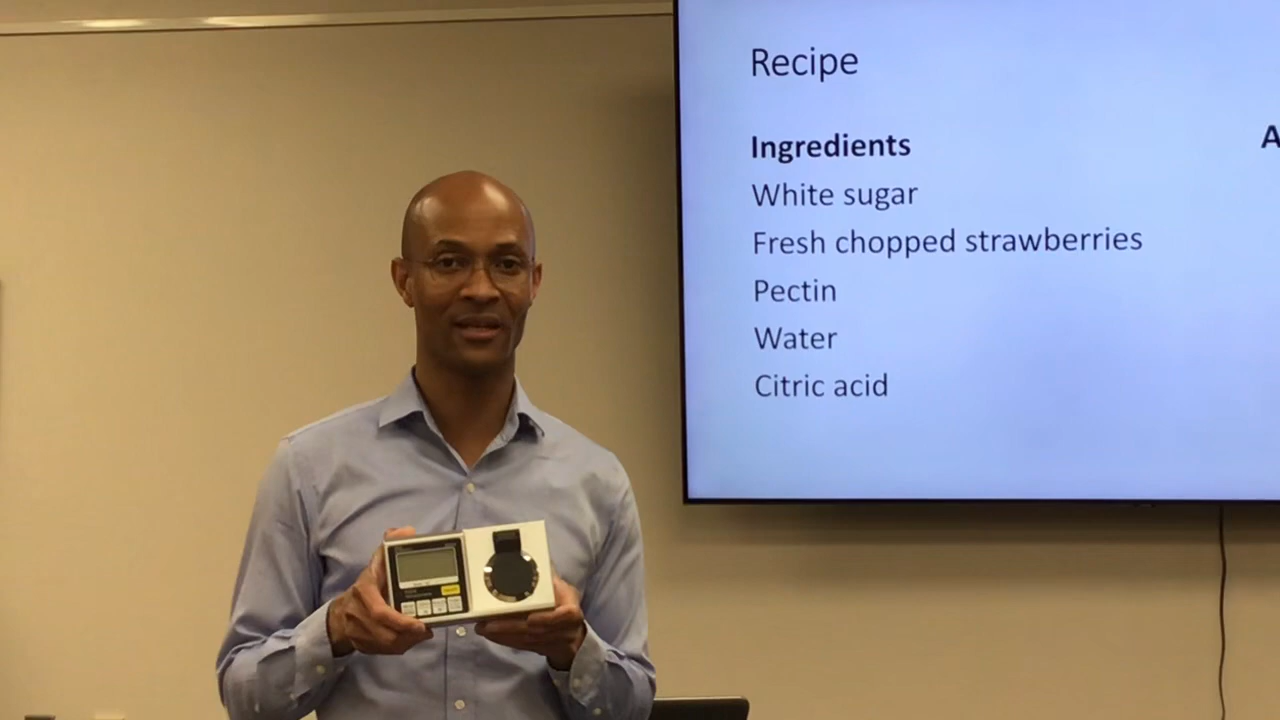 Recipe
Ingredients
White sugar
Fresh chopped strawberries
Pectin
Water
Citric acid
A